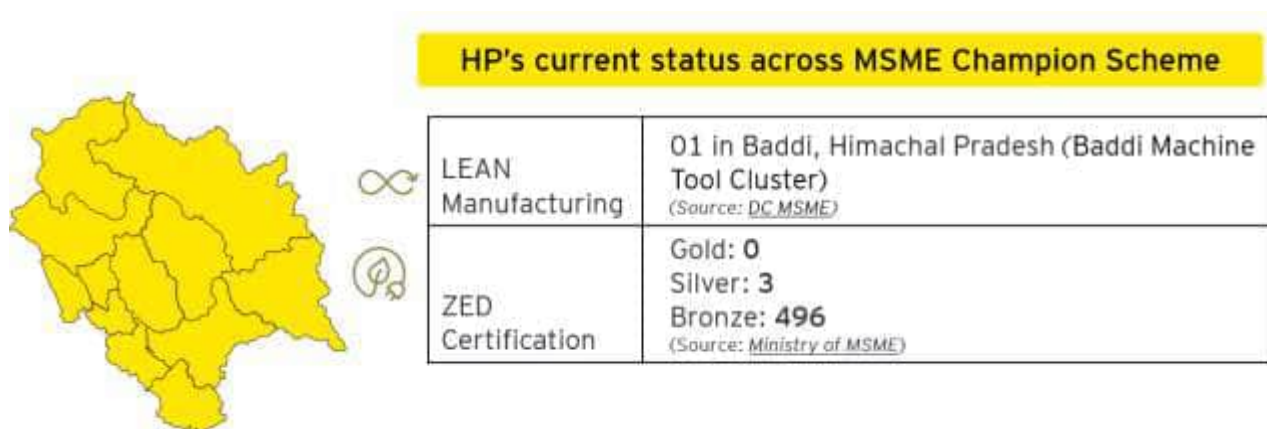 HP's current status across MSME Champion Scheme
LEAN
Manufacturing
01 in Baddi, Himachal Pradesh (Baddi Machine
Tool Cluster)
(Source: DC MSME)
ZED
Certification
Gold: 0
Silver: 3
Bronze: 496
(Source: Ministry of MSME)